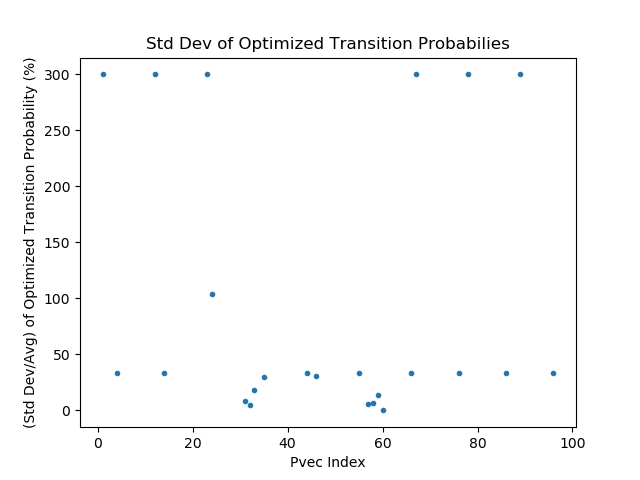 Std Dev of Optimized Transition Probabilies
(Std Dev/Avg) of Optimized Transition Probability (%)
300
250
200
150
100
50
0
0 20 40 60 80 100
Pvec Index